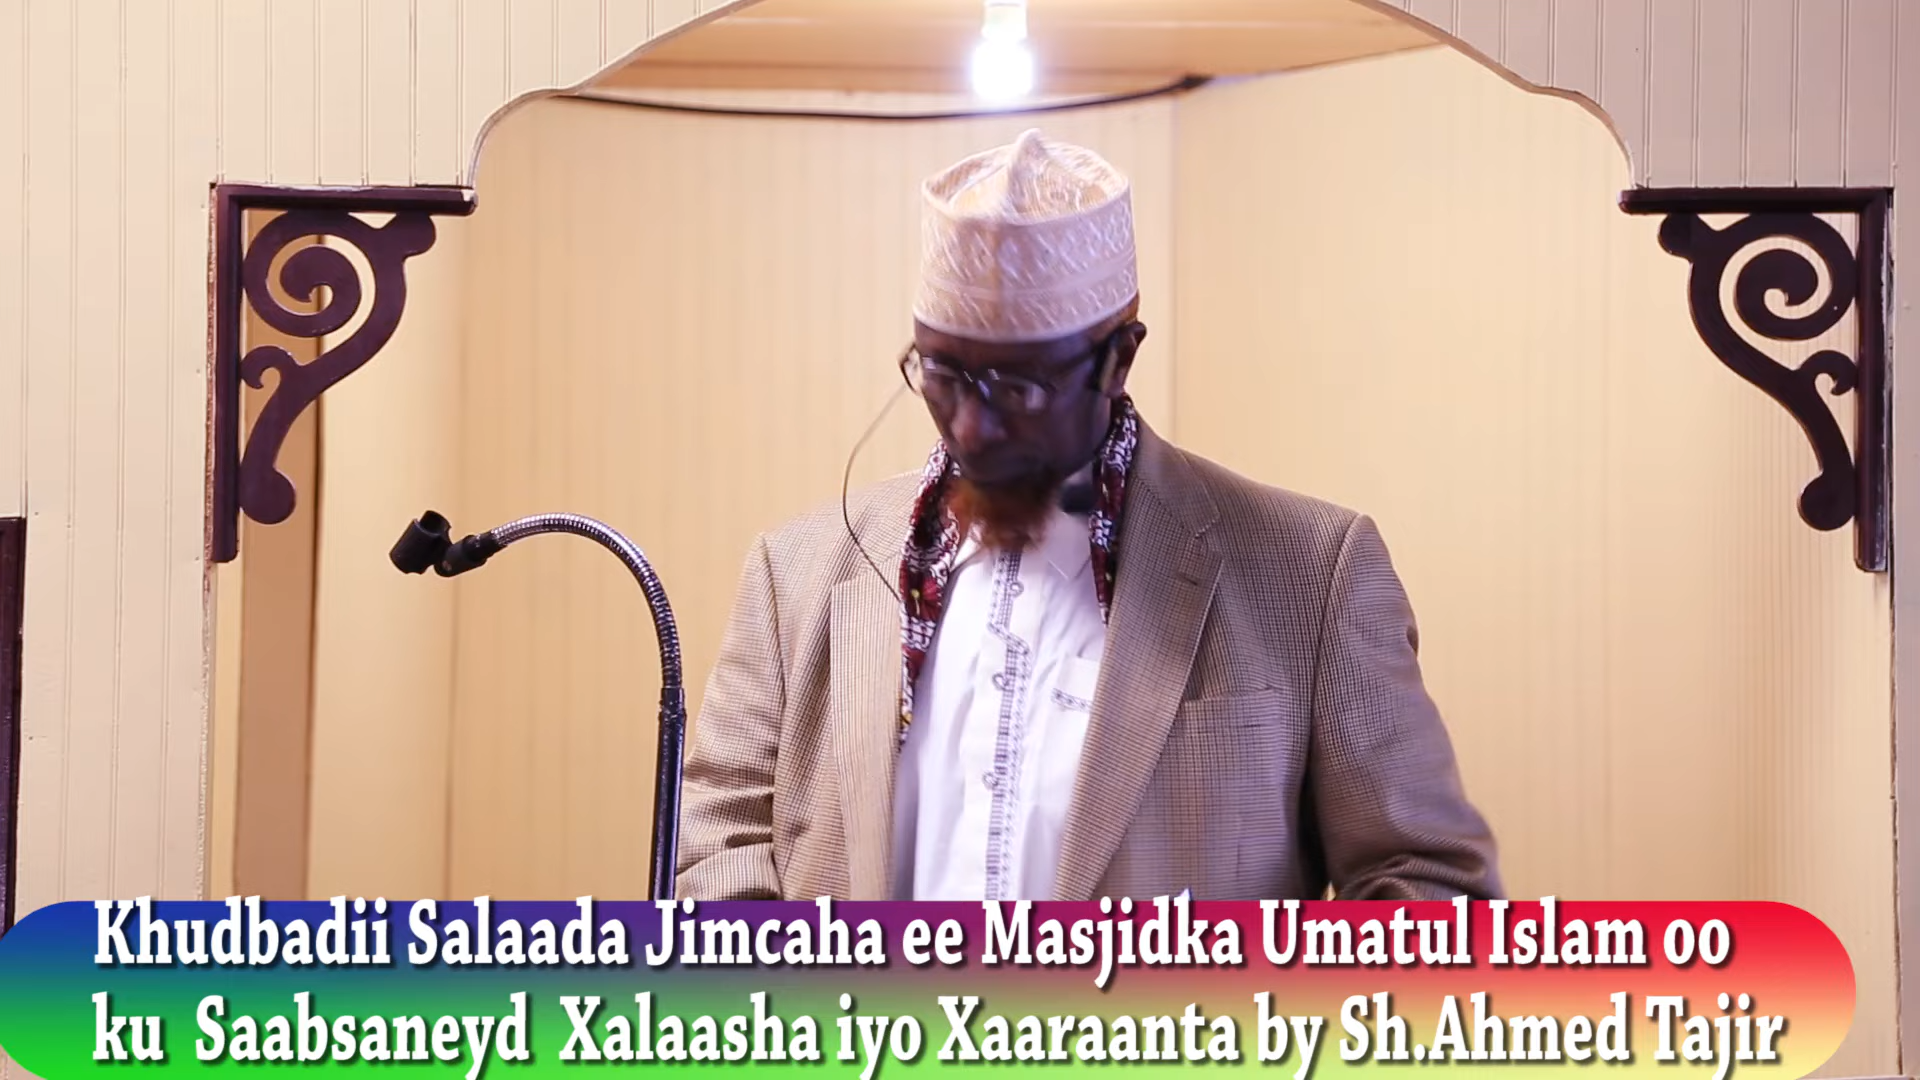 Khudbadii Salaada Jimcaha ee Masjidka Umatul Islam oo
ku Saabsaneyd Xalaasha iyo Xaaraanta by Sh.Ahmed Tajir